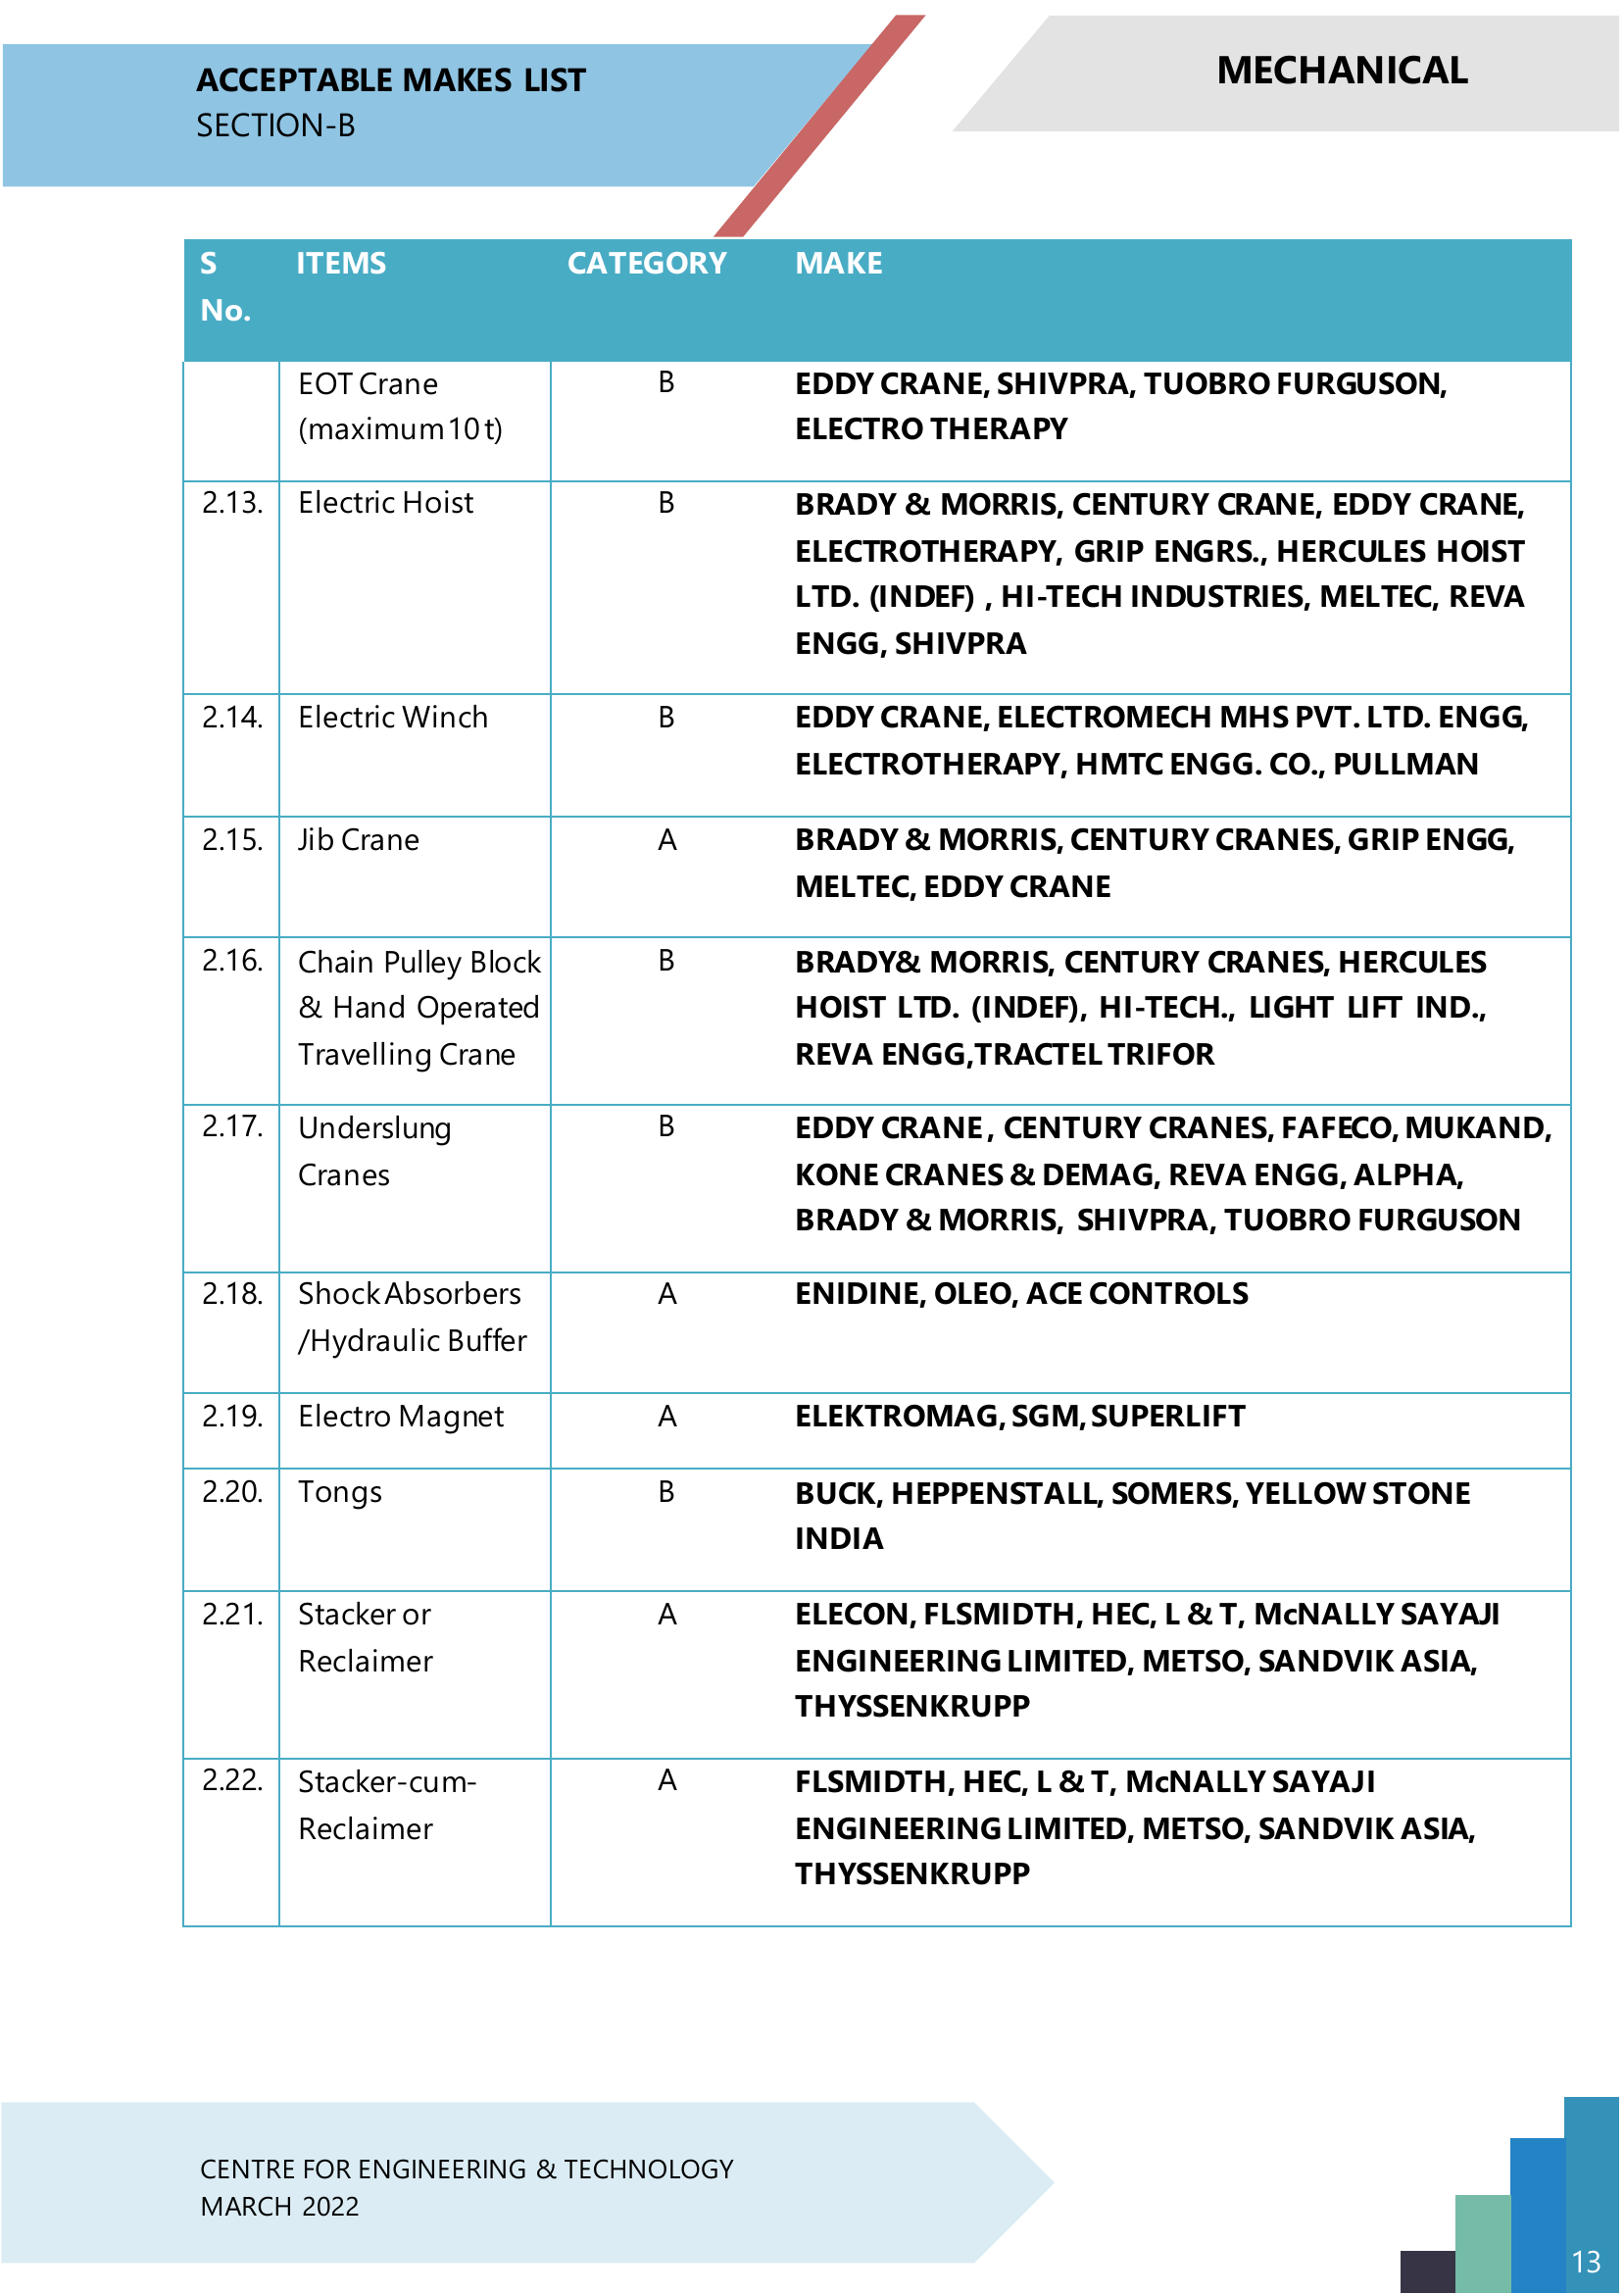 ACCEPTABLE MAKES LIST
SECTION-B
MECHANICAL
S ITEMS CATEGORY MAKE
No.
EOT Crane B EDDY CRANE, SHIVPRA, TUOBRO FURGUSON,
(maximum 10 t) ELECTRO THERAPY
2.13. Electric Hoist B BRADY & MORRIS, CENTURY CRANE, EDDY CRANE,
ELECTROTHERAPY, GRIP ENGRS., HERCULES HOIST
LTD. (INDEF) , HI-TECH INDUSTRIES, MELTEC, REVA
ENGG, SHIVPRA
2.14. Electric Winch B EDDY CRANE, ELECTROMECH MHS PVT. LTD. ENGG,
ELECTROTHERAPY, HMTC ENGG. CO., PULLMAN
2.15. Jib Crane A BRADY & MORRIS, CENTURY CRANES, GRIP ENGG,
MELTEC, EDDY CRANE
2.16. Chain Pulley Block B BRADY& MORRIS, CENTURY CRANES, HERCULES
& Hand Operated HOIST LTD. (INDEF), HI-TECH., LIGHT LIFT IND.,
Travelling Crane REVA ENGG,TRACTEL TRIFOR
2.17. Underslung B EDDY CRANE , CENTURY CRANES, FAFECO, MUKAND,
Cranes KONE CRANES & DEMAG, REVA ENGG, ALPHA,
BRADY & MORRIS, SHIVPRA, TUOBRO FURGUSON
2.18. Shock Absorbers A ENIDINE, OLEO, ACE CONTROLS
/Hydraulic Buffer
2.19. Electro Magnet A ELEKTROMAG, SGM, SUPERLIFT
2.20. Tongs B BUCK, HEPPENSTALL, SOMERS, YELLOW STONE
INDIA
2.21. Stacker or A ELECON, FLSMIDTH, HEC, L & T, McNALLY SAYAJI
Reclaimer ENGINEERING LIMITED, METSO, SANDVIK ASIA,
THYSSENKRUPP
2.22. Stacker-cum- A FLSMIDTH, HEC, L & T, McNALLY SAYAJI
Reclaimer ENGINEERING LIMITED, METSO, SANDVIK ASIA,
THYSSENKRUPP
CENTRE FOR ENGINEERING & TECHNOLOGY
MARCH 2022
13